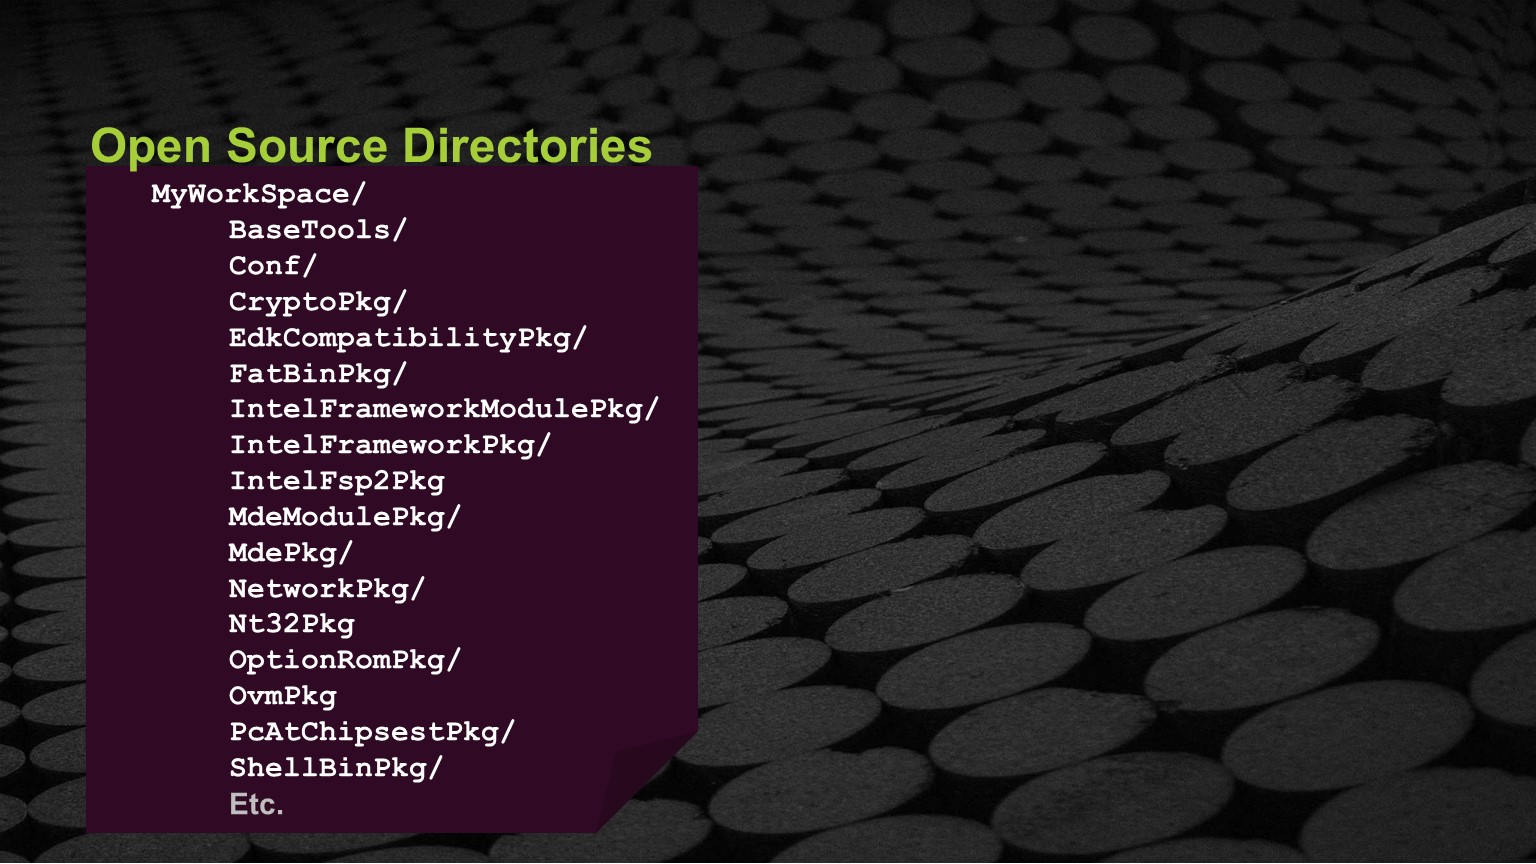 Open Source Directories
MyWorkSpace/
BaseTools/
Conf/
CryptoPkg/
EdkCompatibilityPkg/
FatBinPkg/
IntelFrameworkModulePkg/
IntelFrameworkPkg/
IntelFsp2Pkg
MdeModulePkg/
MdePkg/
NetworkPkg/
Nt32Pkg
OptionRomPkg/
OvmPkg
PcAtChipsestPkg/
ShellBinPkg/
Etc.